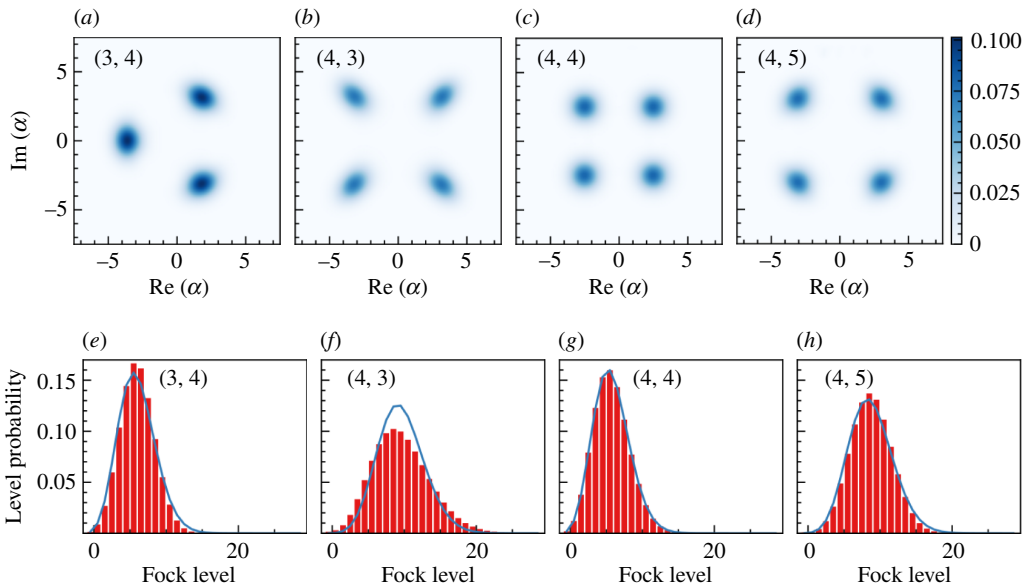 (a) (b) (c) (d)
(3, 4) (4, 3) (4, 4) (4, 5)
0.100
0.075
0.050
0.025
0
5
0
–5
Im (α)
–5 0 5 –5 0 5 –5 0 5 –5 0 5
Re (α) Re (α) Re (α) Re (α)
(e) (f) (g) (h)
(3, 4) (4, 3) (4, 4) (4, 5)
0.15
0.10
0.05
Level probability
0 20 0 20 0 20 0 20
Fock level Fock level Fock level Fock level